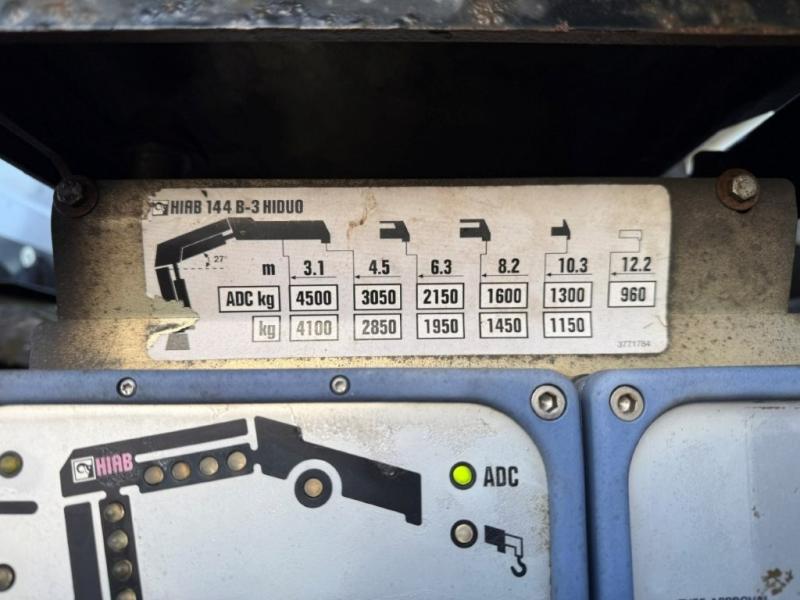 HIAB 144 B-3 HIDUO
27°
m 3.1 4.5 6.3 8.2 10.3 12.2
ADC kg 4500 3050 2150 1600 1300 960
kg 4100 2850 1950 1450 1150
3771784
HIAB
ADC